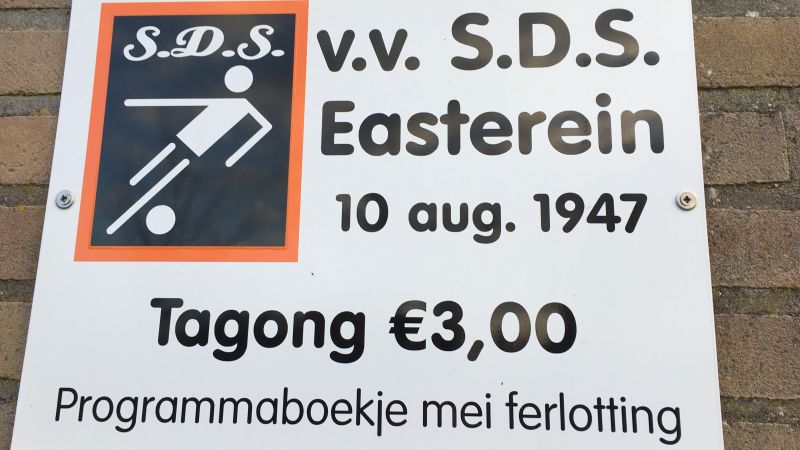 S.D.S.
v.v. S.D.S.
Easterein
10 aug. 1947
Tagong €3,00
Programmaboekje mei ferlotting